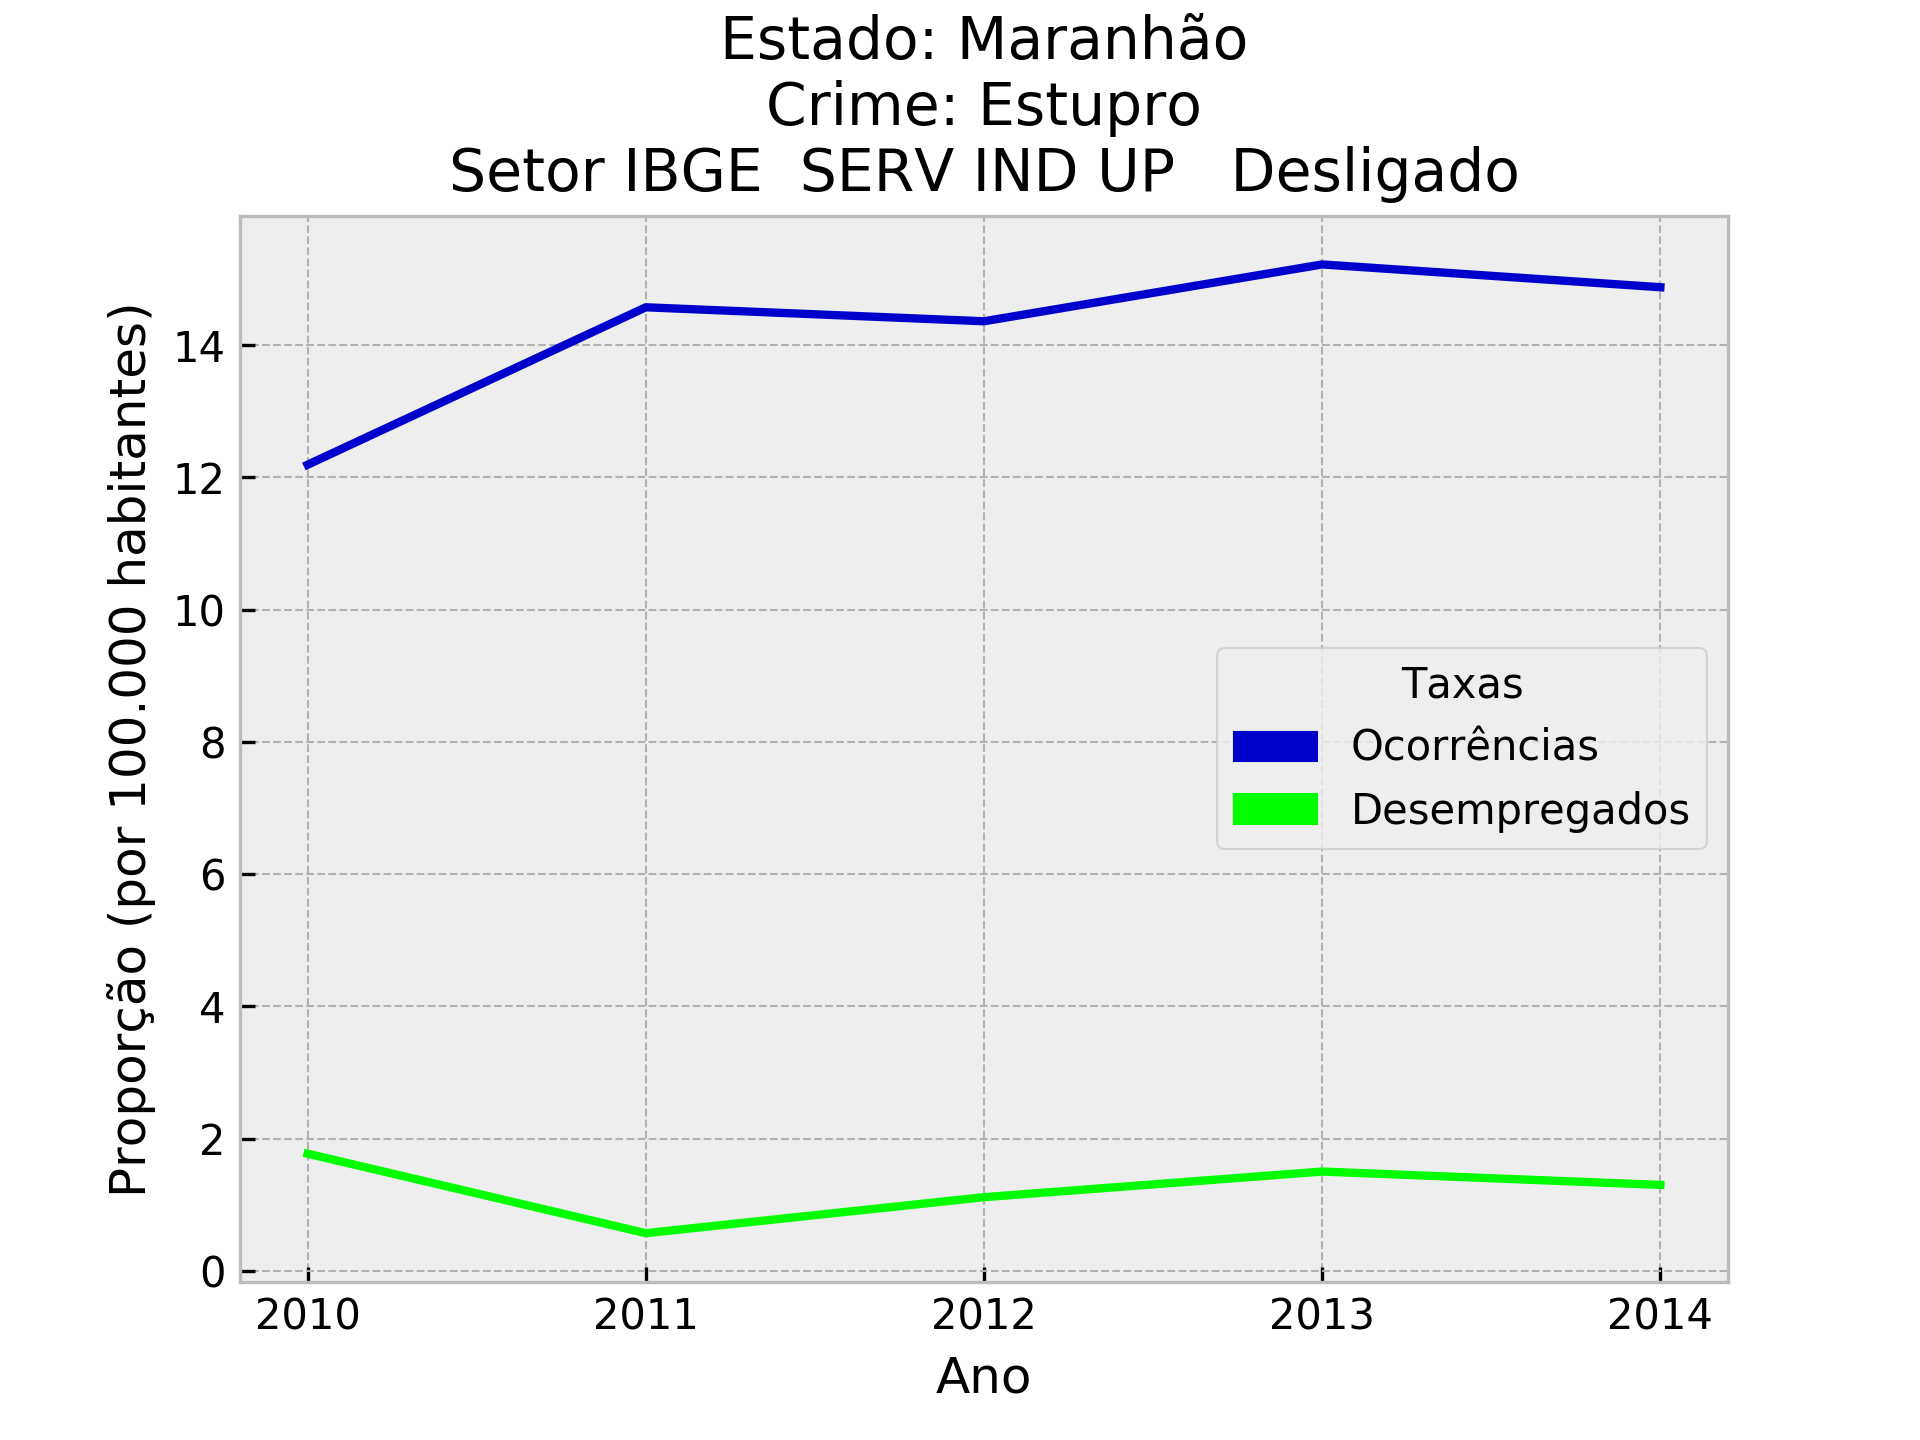 Estado: Maranhão
Crime: Estupro
Setor IBGE  SERV IND UP   Desligado
Proporção (por 100.000 habitantes)
14
12
10
8
6
4
2
0
Taxas
Ocorrências
Desempregados
2010 2011 2012 2013 2014
Ano